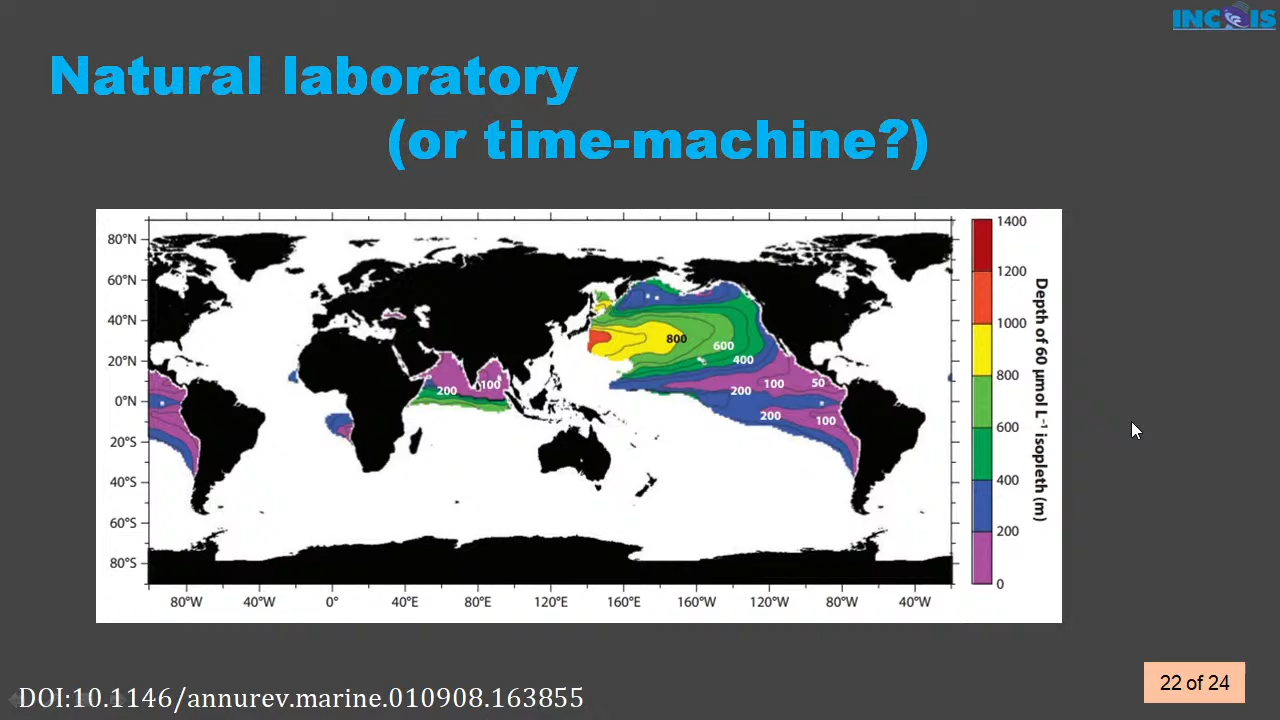 INCOIS
Natural laboratory
(or time-machine?)
80°N
60°N
40°N
20°N
0°N
20°S
40°S
60°S
80°S
80°W
40°W
0°
40°E
80°E
120°E
160°E
160°W
120°W
80°W
40°W
200
100
800
600
400
200
100
50
200
100
1400
1200
1000
800
600
400
200
0
Depth of 60 µmol L⁻¹ isopleth (m)
DOI:10.1146/annurev.marine.010908.163855
22 of 24